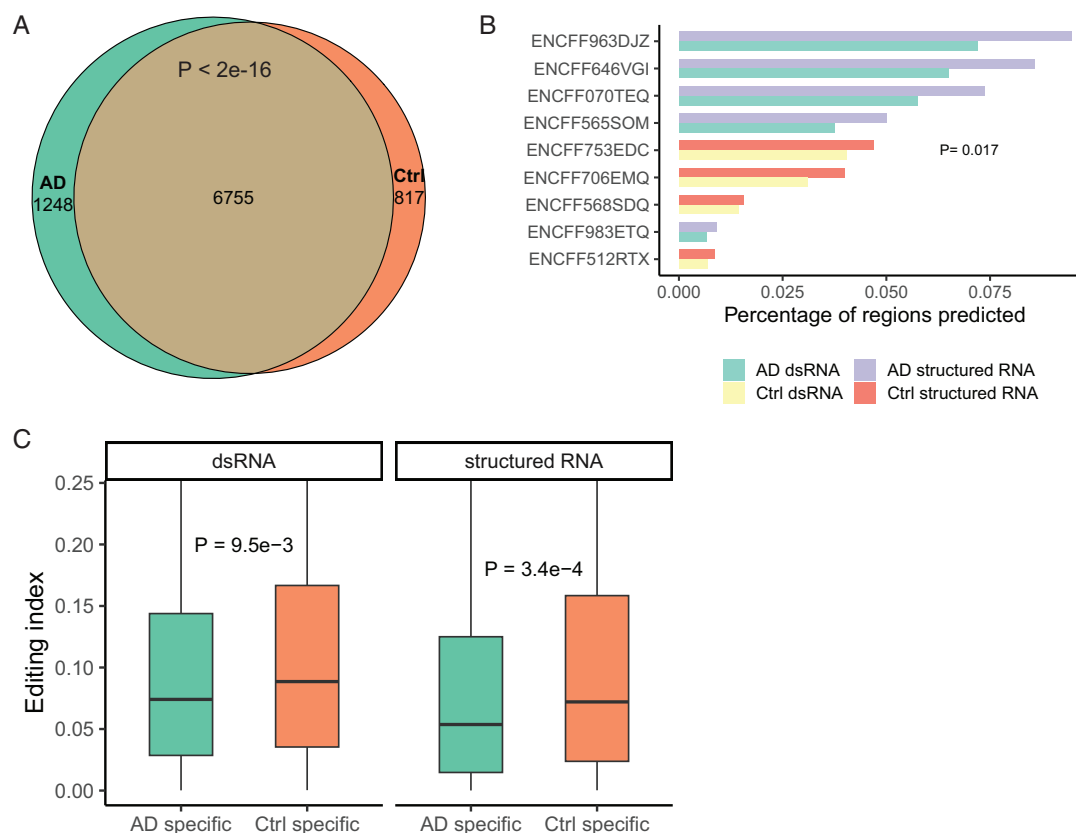 A
P < 2e-16
AD
1248
6755
Ctrl
817
B
ENCFF963DJZ
ENCFF646VGI
ENCFF070TEQ
ENCFF565SOM
ENCFF753EDC
ENCFF706EMQ
ENCFF568SDQ
ENCFF983ETQ
ENCFF512RTX
P= 0.017
0.000 0.025 0.050 0.075
Percentage of regions predicted
AD dsRNA AD structured RNA
Ctrl dsRNA Ctrl structured RNA
C
dsRNA structured RNA
Editing index
0.25
0.20
0.15
0.10
0.05
0.00
P = 9.5e−3
P = 3.4e−4
AD specific Ctrl specific AD specific Ctrl specific